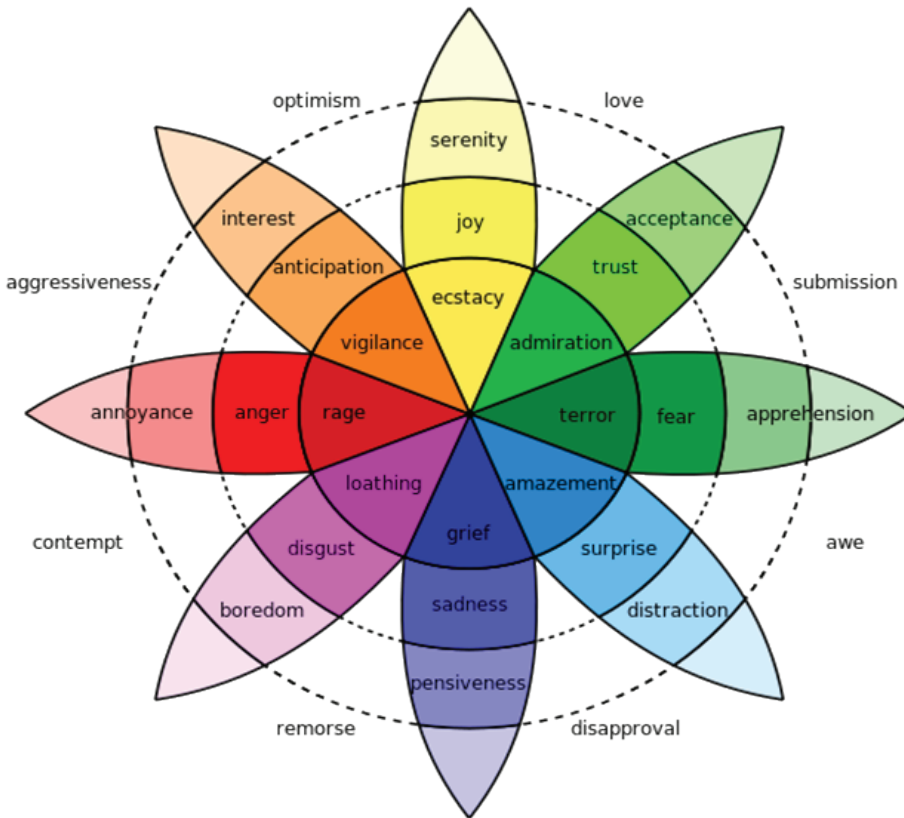 optimism
love
serenity
interest
acceptance
joy
anticipation
trust
aggressiveness
submission
ecstacy
vigilance
admiration
annoyance
anger
rage
terror
fear
apprehension
loathing
amazement
grief
contempt
disgust
surprise
awe
boredom
sadness
distraction
pensiveness
remorse
disapproval